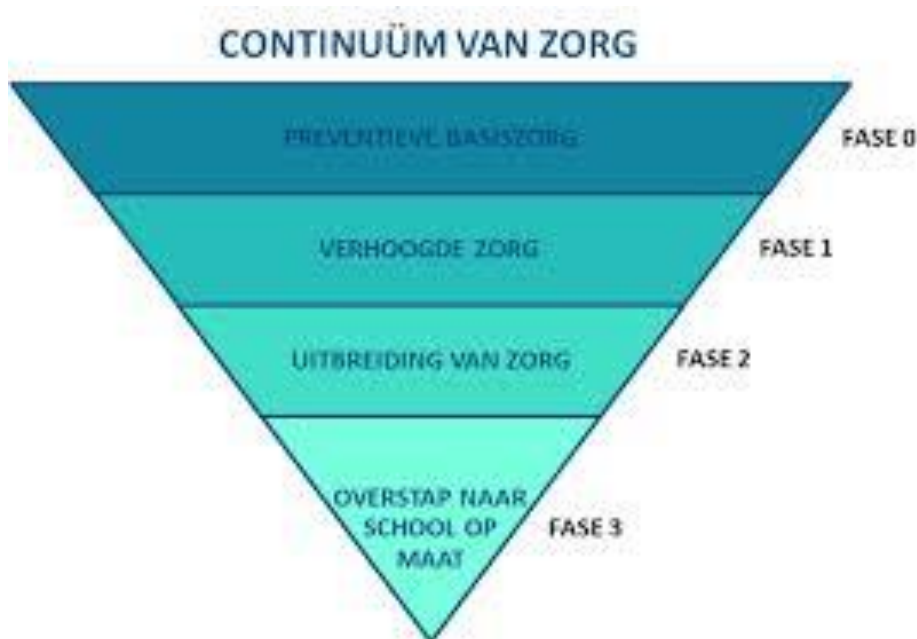 CONTINUÜM VAN ZORG
PREVENTIEVE BASISZORG
FASE 0
VERHOOGDE ZORG
FASE 1
UITBREIDING VAN ZORG
FASE 2
OVERSTAP NAAR
SCHOOL OP
MAAT
FASE 3